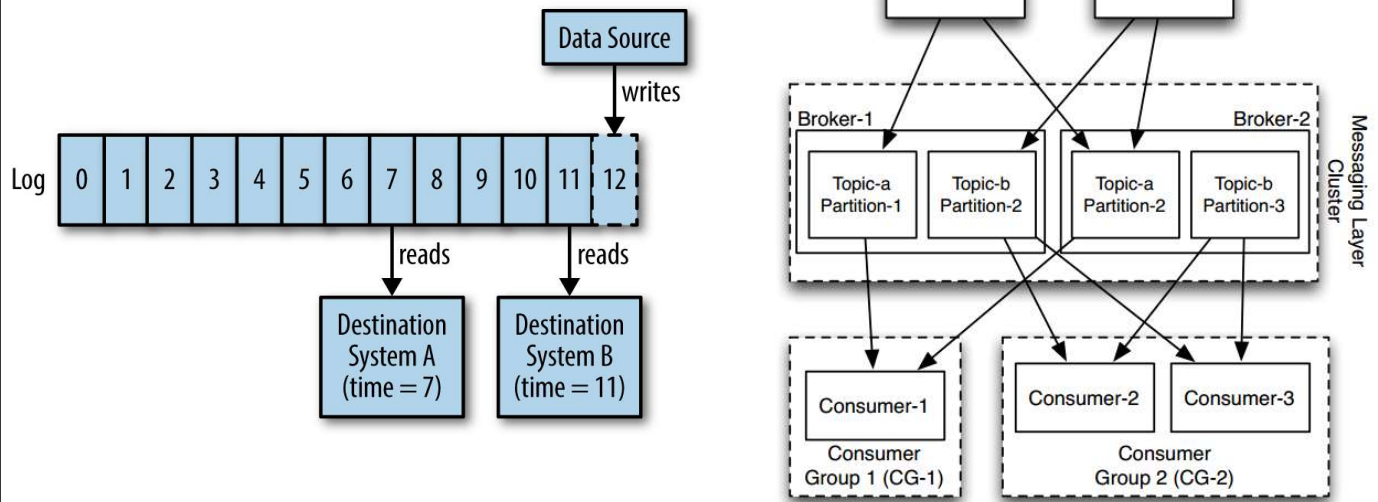 Data Source
writes
Log
0 1 2 3 4 5 6 7 8 9 10 11 12
reads
reads
Destination
System A
(time = 7)
Destination
System B
(time = 11)
Broker-1
Broker-2
Topic-a
Partition-1
Topic-b
Partition-2
Topic-a
Partition-2
Topic-b
Partition-3
Messaging Layer
Cluster
Consumer-1
Consumer
Group 1 (CG-1)
Consumer-2
Consumer-3
Consumer
Group 2 (CG-2)